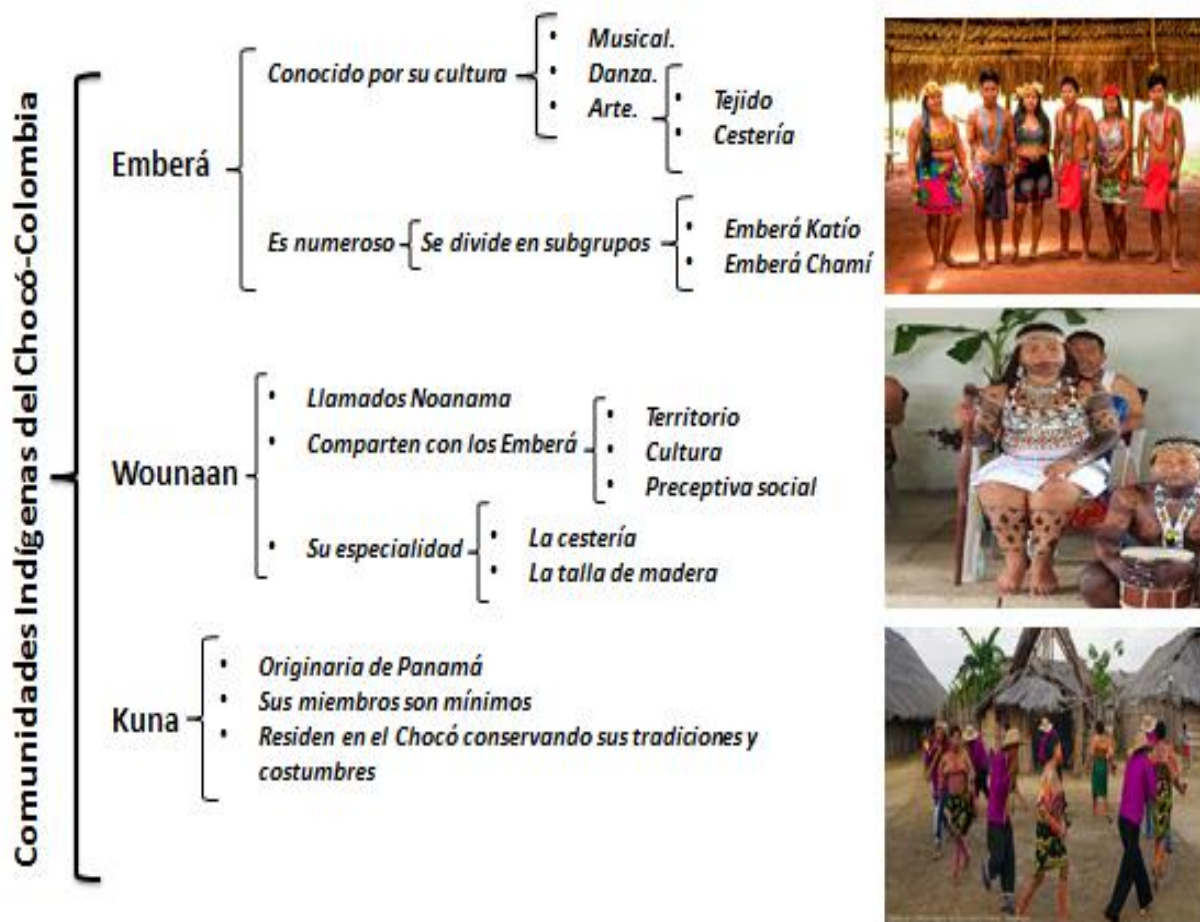 Comunidades Indígenas del Chocó-Colombia
Emberá
Conocido por su cultura
• Musical.
• Danza.
• Arte.
• Tejido
• Cestería
Es numeroso
Se divide en subgrupos
• Emberá Katío
• Emberá Chamí
Wounaan
• Llamados Noanama
• Comparten con los Emberá
• Territorio
• Cultura
• Preceptiva social
• Su especialidad
• La cestería
• La talla de madera
Kuna
• Originaria de Panamá
• Sus miembros son mínimos
• Residen en el Chocó conservando sus tradiciones y
costumbres